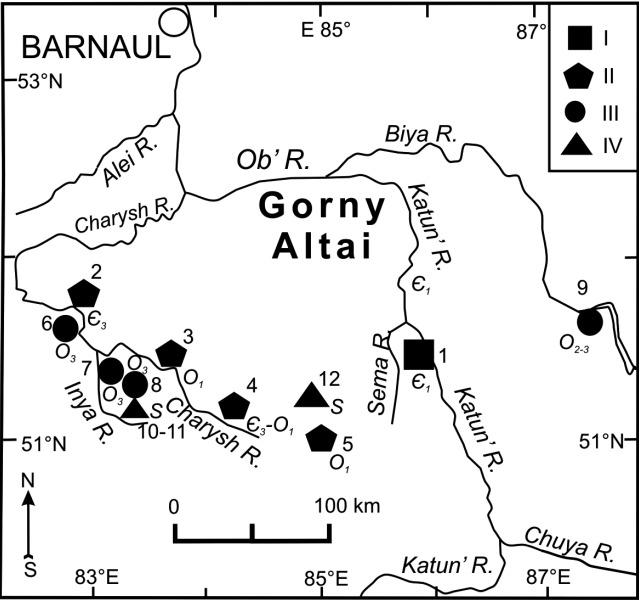 BARNAUL
E 85°
87°
53°N
I
II
III
IV
Alei R.
Ob' R.
Biya R.
Charysh R.
Gorny
Altai
Katun' R.
Є1
2
Є3
6
O3
3
O1
7
O3
O3
8
S
10-11
Inya R.
Charysh R.
4
Є3-O1
12
S
5
O1
Sema R.
1
Є1
Katun' R.
9
O2-3
51°N
51°N
N
S
0
100 km
Chuya R.
Katun' R.
83°E
85°E
87°E